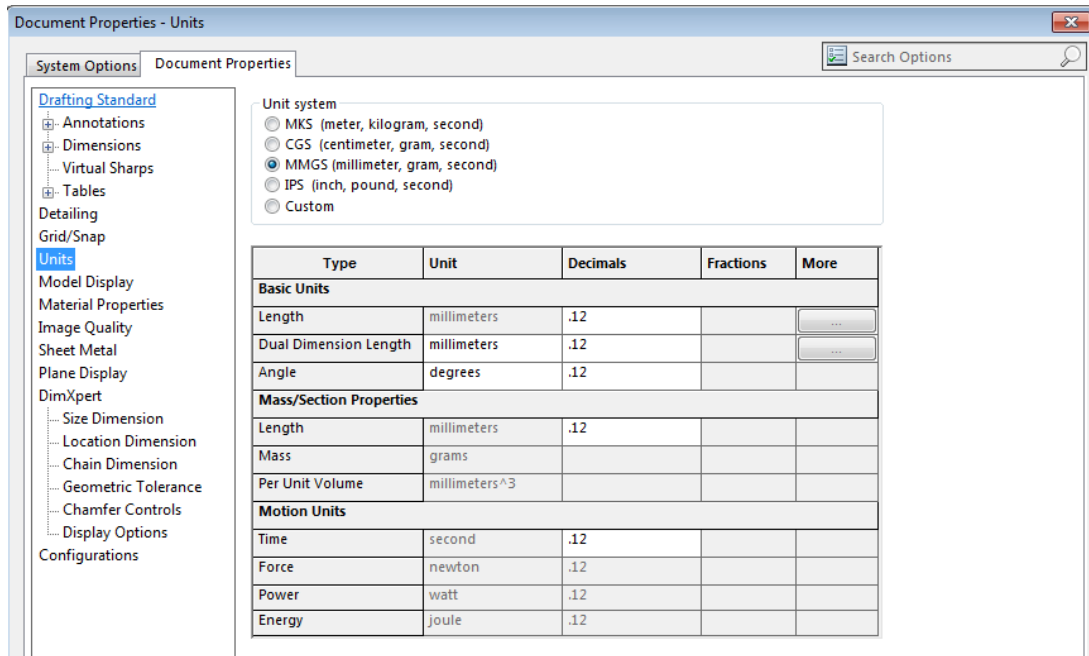 Document Properties - Units
System Options
Document Properties
Search Options
Drafting Standard
Annotations
Dimensions
Virtual Sharps
Tables
Detailing
Grid/Snap
Units
Model Display
Material Properties
Image Quality
Sheet Metal
Plane Display
DimXpert
Size Dimension
Location Dimension
Chain Dimension
Geometric Tolerance
Chamfer Controls
Display Options
Configurations
Unit system
MKS (meter, kilogram, second)
CGS (centimeter, gram, second)
MMGS (millimeter, gram, second)
IPS (inch, pound, second)
Custom
Type Unit Decimals Fractions More
Basic Units
Length millimeters .12 ...
Dual Dimension Length millimeters .12 ...
Angle degrees .12
Mass/Section Properties
Length millimeters .12
Mass grams
Per Unit Volume millimeters^3
Motion Units
Time second .12
Force newton .12
Power watt .12
Energy joule .12